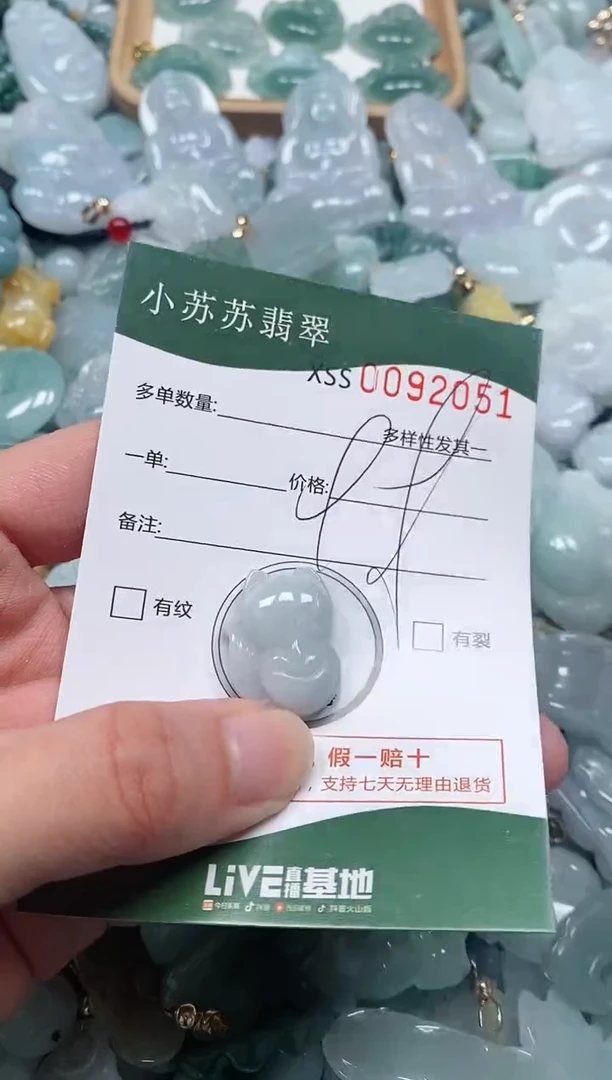 小苏苏翡翠
XSS0092051
多单数量:
多样性发其一
一单: 价格:
备注:
有纹 有裂
假一赔十
, 支持七天无理由退货
LiVE直播基地